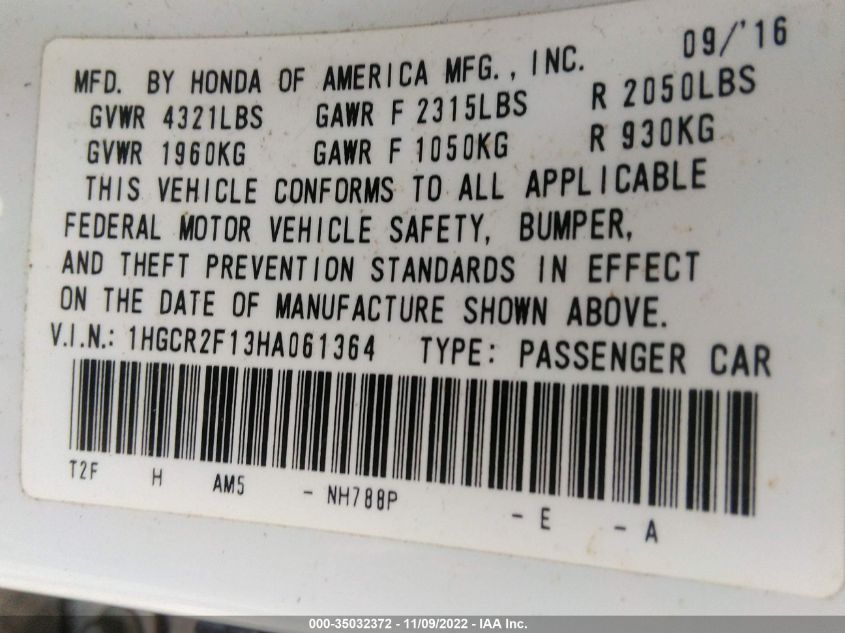 09/'16
MFD. BY HONDA OF AMERICA MFG., INC.
GVWR 4321LBS GAWR F 2315LBS R 2050LBS
GVWR 1960KG GAWR F 1050KG R 930KG
THIS VEHICLE CONFORMS TO ALL APPLICABLE
FEDERAL MOTOR VEHICLE SAFETY, BUMPER,
AND THEFT PREVENTION STANDARDS IN EFFECT
ON THE DATE OF MANUFACTURE SHOWN ABOVE.
V.I.N.: 1HGCR2F13HA061364 TYPE: PASSENGER CAR
T2F H AM5 - NH788P - E - A
000-35032372 - 11/09/2022 - IAA Inc.